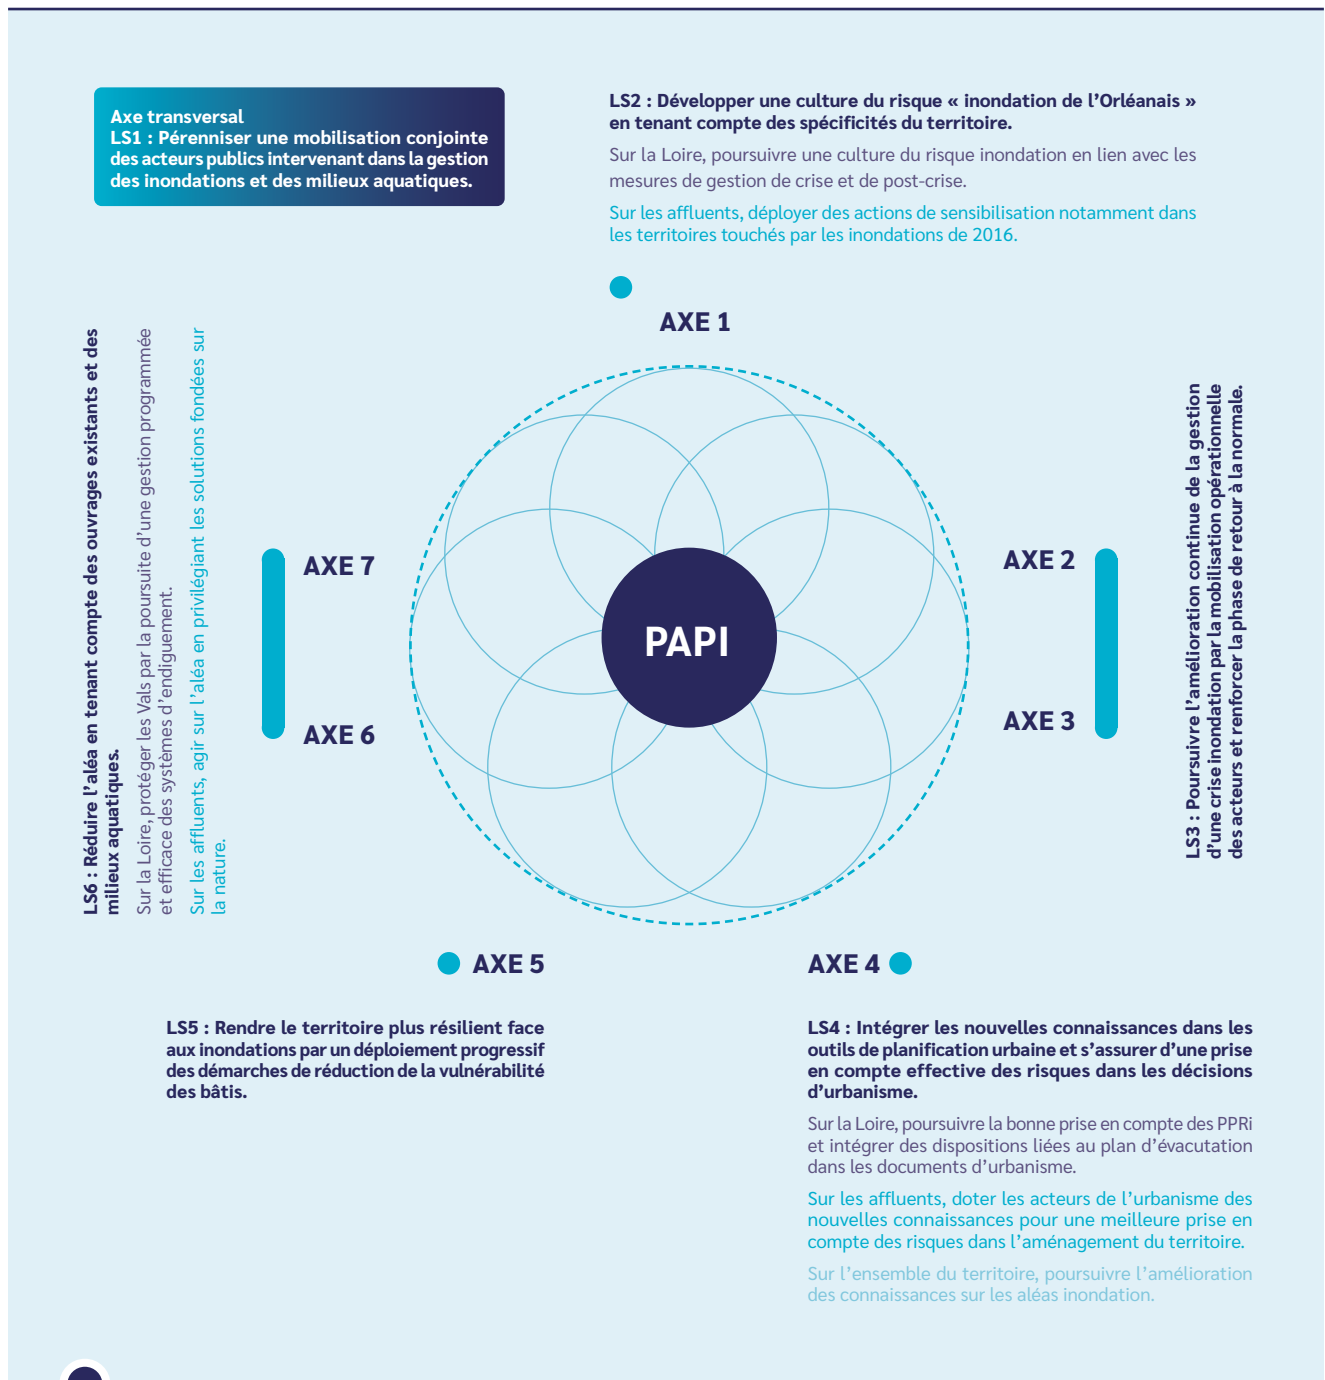 Axe transversal
LS1 : Pérenniser une mobilisation conjointe
des acteurs publics intervenant dans la gestion
des inondations et des milieux aquatiques.
LS2 : Développer une culture du risque « inondation de l’Orléanais »
en tenant compte des spécificités du territoire.
Sur la Loire, poursuivre une culture du risque inondation en lien avec les
mesures de gestion de crise et de post-crise.
Sur les affluents, déployer des actions de sensibilisation notamment dans
les territoires touchés par les inondations de 2016.
AXE 1
LS6 : Réduire l’aléa en tenant compte des ouvrages existants et des
milieux aquatiques.
Sur la Loire, protéger les Vals par la poursuite d’une gestion programmée
et efficace des systèmes d’endiguement.
Sur les affluents, agir sur l’aléa en privilégiant les solutions fondées sur
la nature.
AXE 7
AXE 6
PAPI
AXE 2
AXE 3
LS3 : Poursuivre l’amélioration continue de la gestion
d’une crise inondation par la mobilisation opérationnelle
des acteurs et renforcer la phase de retour à la normale.
AXE 5
LS5 : Rendre le territoire plus résilient face
aux inondations par un déploiement progressif
des démarches de réduction de la vulnérabilité
des bâtis.
AXE 4
LS4 : Intégrer les nouvelles connaissances dans les
outils de planification urbaine et s’assurer d’une prise
en compte effective des risques dans les décisions
d’urbanisme.
Sur la Loire, poursuivre la bonne prise en compte des PPRi
et intégrer des dispositions liées au plan d’évacutation
dans les documents d’urbanisme.
Sur les affluents, doter les acteurs de l’urbanisme des
nouvelles connaissances pour une meilleure prise en
compte des risques dans l’aménagement du territoire.
Sur l’ensemble du territoire, poursuivre l’amélioration
des connaissances sur les aléas inondation.